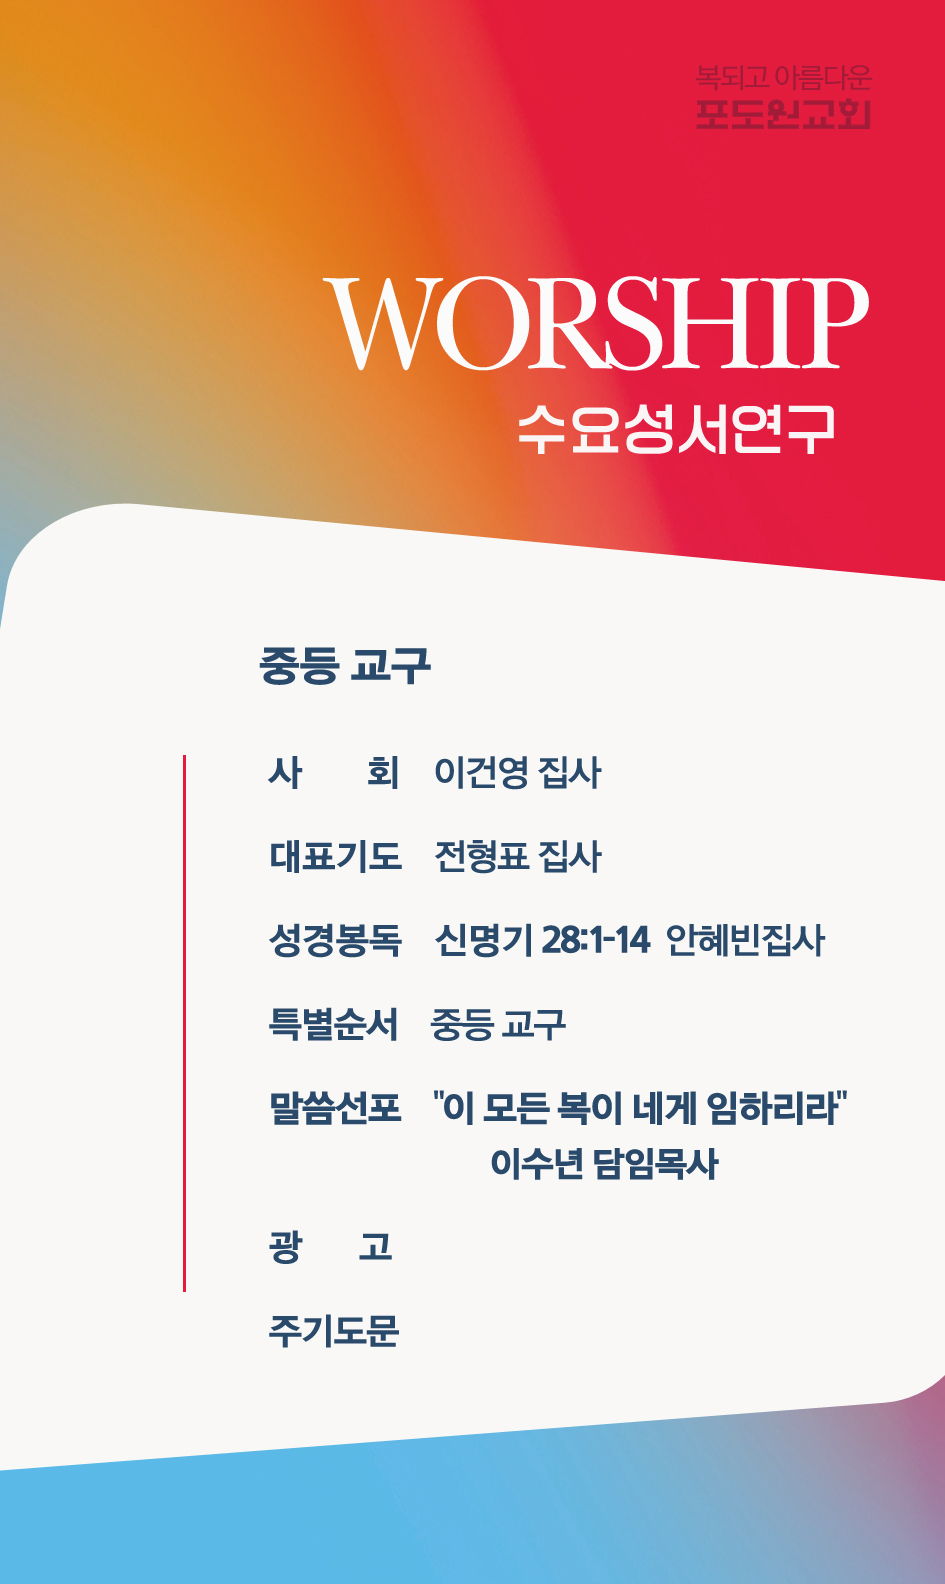 복되고 아름다운
포도원교회
WORSHIP
수요성서연구
중등 교구
사 회 이건영 집사
대표기도 전형표 집사
성경봉독 신명기 28:1-14 안혜빈집사
특별순서 중등 교구
말씀선포 "이 모든 복이 네게 임하리라"
이수년 담임목사
광 고
주기도문